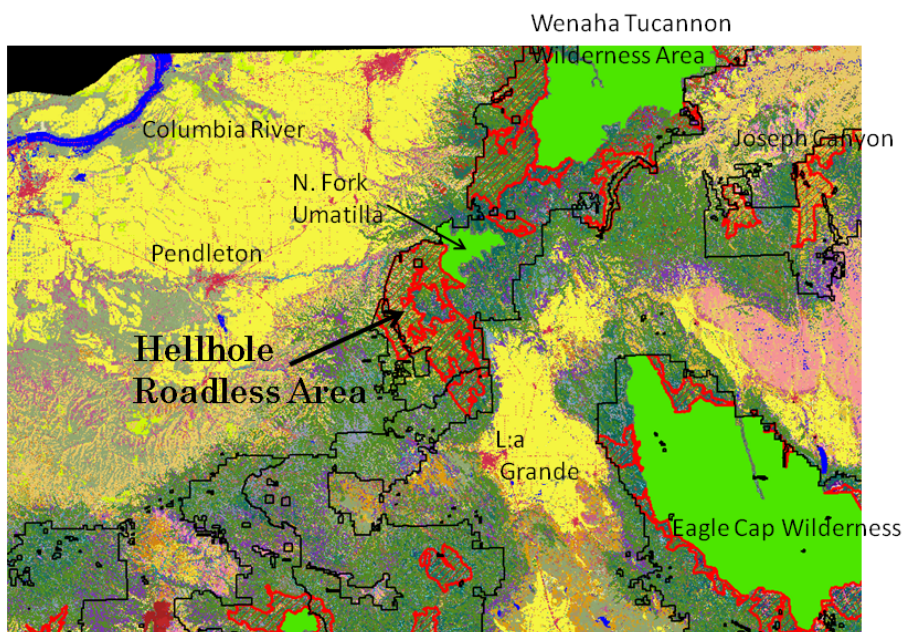 Wenaha Tucannon
Wilderness Area
Columbia River
Joseph Canyon
N. Fork
Umatilla
Pendleton
Hellhole
Roadless Area
L:a
Grande
Eagle Cap Wilderness